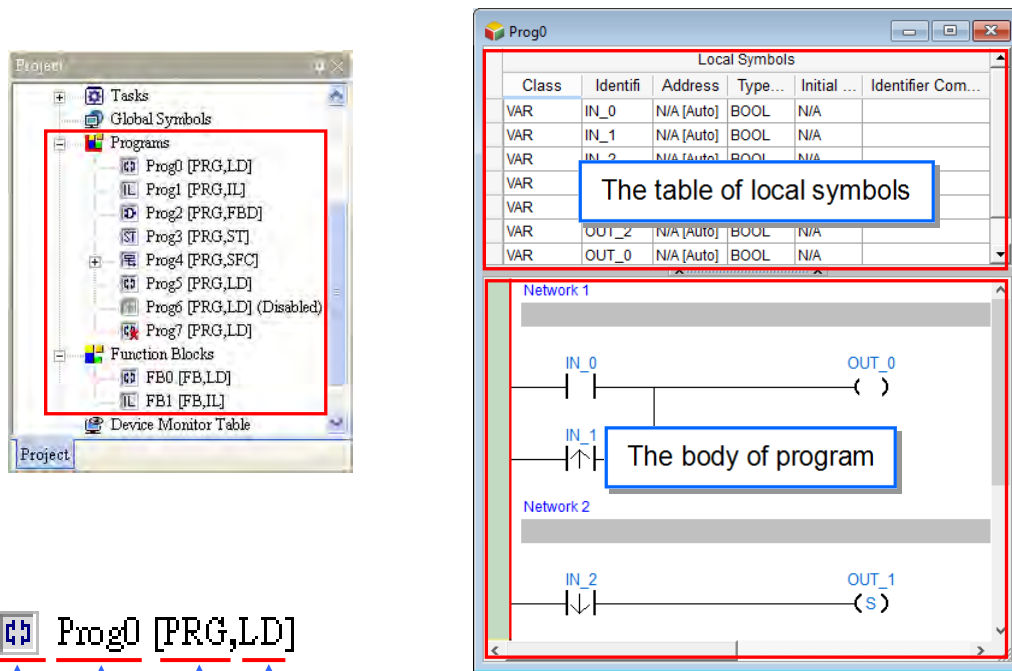 Project
Tasks
Global Symbols
Programs
Prog0 [PRG,LD]
Prog1 [PRG,IL]
Prog2 [PRG,FBD]
Prog3 [PRG,ST]
Prog4 [PRG,SFC]
Prog5 [PRG,LD]
Prog6 [PRG,LD] (Disabled)
Prog7 [PRG,LD]
Function Blocks
FB0 [FB,LD]
FB1 [FB,IL]
Device Monitor Table
Project
Prog0 [PRG,LD]
Prog0
Local Symbols
Class Identifi Address Type... Initial ... Identifier Com...
VAR IN_0 N/A [Auto] BOOL N/A
VAR IN_1 N/A [Auto] BOOL N/A
VAR IN_2 N/A [Auto] BOOL N/A
VAR
VAR
The table of local symbols
VAR OUT_2 N/A [Auto] BOOL N/A
VAR OUT_0 N/A [Auto] BOOL N/A
Network 1
IN_0 OUT_0
IN_1
The body of program
Network 2
IN_2 OUT_1
S